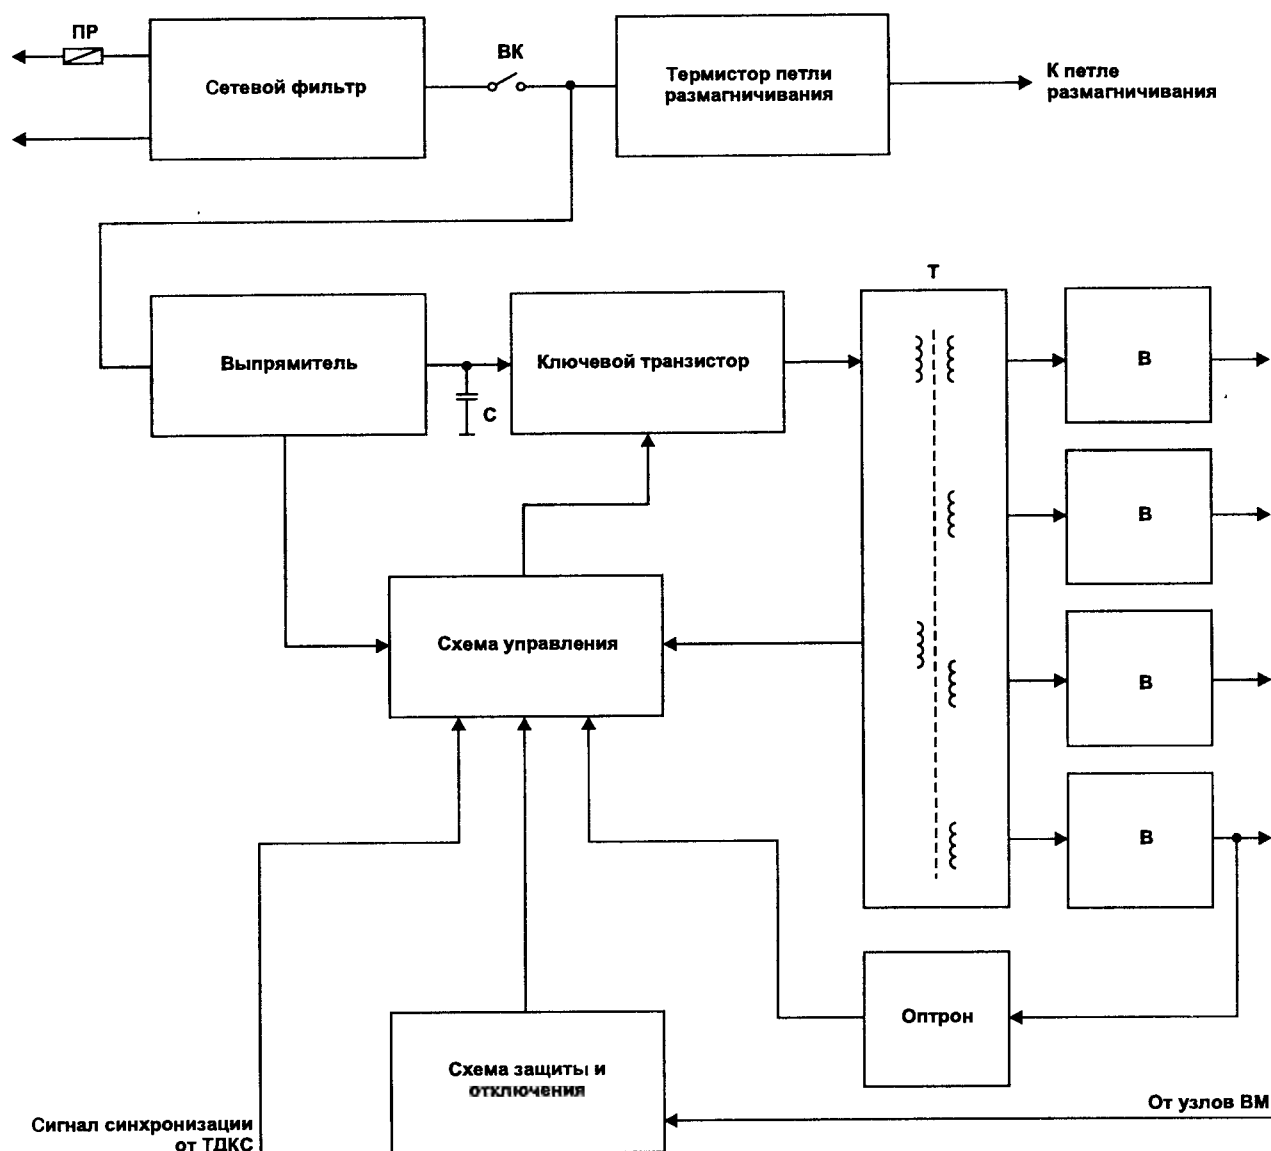 ПР
Сетевой фильтр
ВК
Термистор петли
размагничивания
К петле
размагничивания
Т
Выпрямитель
С
Ключевой транзистор
В
В
Схема управления
В
В
Оптрон
Схема защиты и
отключения
От узлов ВМ
Сигнал синхронизации
от ТДКС